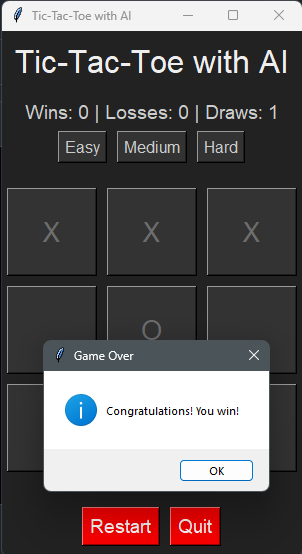 Tic-Tac-Toe with AI
Tic-Tac-Toe with AI
Wins: 0 | Losses: 0 | Draws: 1
Easy Medium Hard
X X X
O
Game Over
Congratulations! You win!
OK
Restart Quit